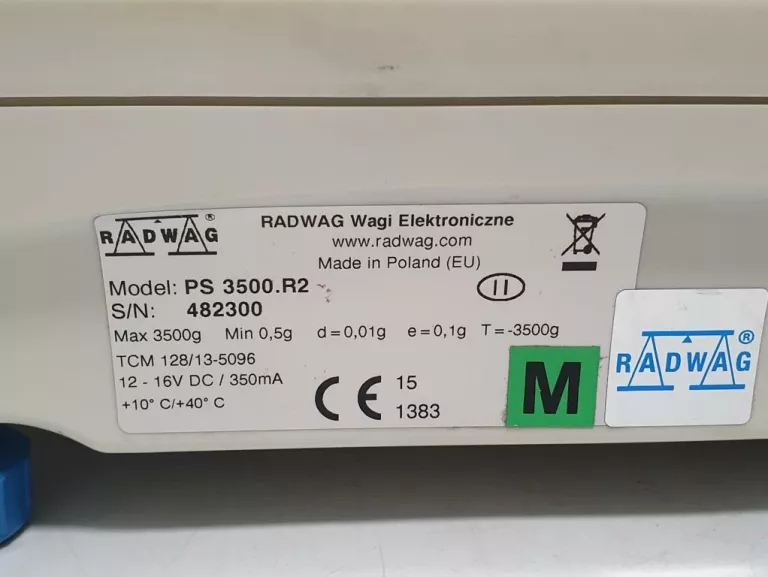 RADWAG®
RADWAG Wagi Elektroniczne
www.radwag.com
Made in Poland (EU)
Model: PS 3500.R2
S/N: 482300
II
Max 3500g Min 0,5g d=0,01g e=0,1g T=-3500g
TCM 128/13-5096
12 - 16V DC / 350mA
+10° C/+40° C
CE 15
1383
M
RADWAG®